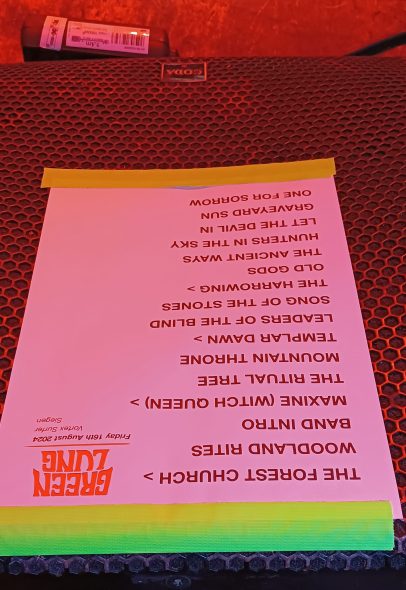 GREEN
LUNG
Friday 16th August 2024
Vortex Surfer
Siegen
THE FOREST CHURCH >
WOODLAND RITES
BAND INTRO
MAXINE (WITCH QUEEN) >
THE RITUAL TREE
MOUNTAIN THRONE
TEMPLAR DAWN >
LEADERS OF THE BLIND
SONG OF THE STONES
THE HARROWING >
OLD GODS
THE ANCIENT WAYS
HUNTERS IN THE SKY
LET THE DEVIL IN
GRAVEYARD SUN
ONE FOR SORROW
CODA